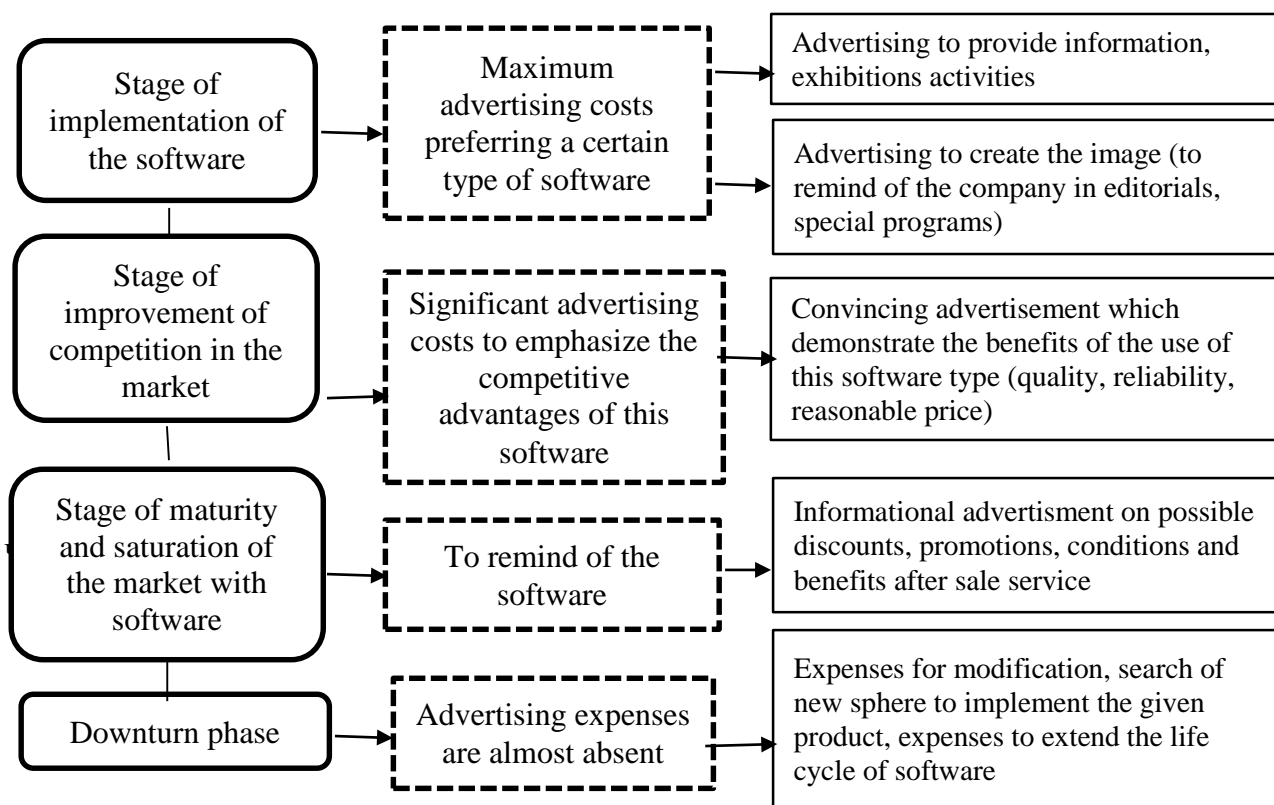 Stage of
implementation of
the software
Maximum
advertising costs
preferring a certain
type of software
Advertising to provide information,
exhibitions activities
Advertising to create the image (to
remind of the company in editorials,
special programs)
Stage of
improvement of
competition in the
market
Significant advertising
costs to emphasize the
competitive
advantages of this
software
Convincing advertisement which
demonstrate the benefits of the use of
this software type (quality, reliability,
reasonable price)
Stage of maturity
and saturation of
the market with
software
To remind of the
software
Informational advertisment on possible
discounts, promotions, conditions and
benefits after sale service
Downturn phase
Advertising expenses
are almost absent
Expenses for modification, search of
new sphere to implement the given
product, expenses to extend the life
cycle of software